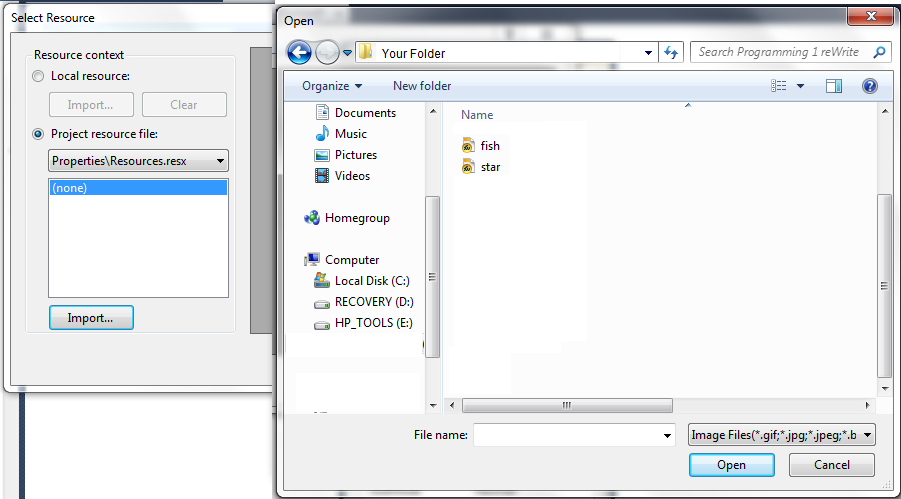 Select Resource
Resource context
Local resource:
Import...
Clear
Project resource file:
Properties\Resources.resx
(none)
Import...
Open
Your Folder
Search Programming 1 reWrite
Organize
New folder
Documents
Music
Pictures
Videos
Homegroup
Computer
Local Disk (C:)
RECOVERY (D:)
HP_TOOLS (E:)
Name
fish
star
File name:
Image Files(*.gif;*.jpg;*.jpeg;*.b
Open
Cancel